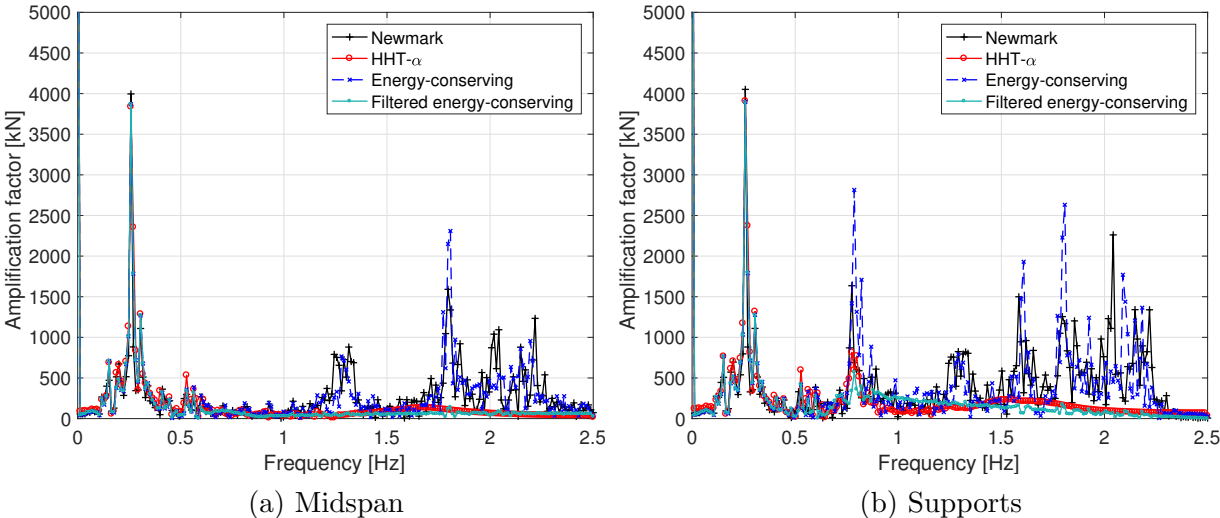 Amplification factor [kN]
5000
4500
4000
3500
3000
2500
2000
1500
1000
500
0
Newmark
HHT-α
Energy-conserving
Filtered energy-conserving
0 0.5 1 1.5 2 2.5
Frequency [Hz]
(a) Midspan
Amplification factor [kN]
5000
4500
4000
3500
3000
2500
2000
1500
1000
500
0
Newmark
HHT-α
Energy-conserving
Filtered energy-conserving
0 0.5 1 1.5 2 2.5
Frequency [Hz]
(b) Supports